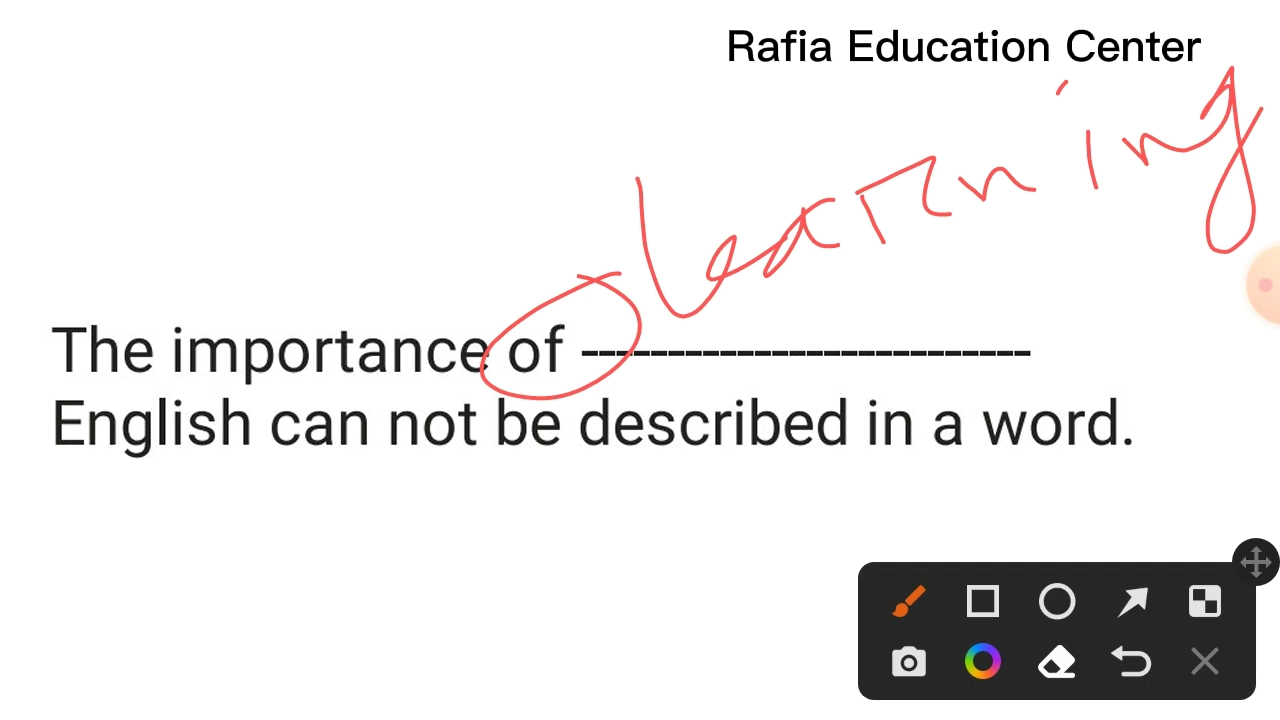 Rafia Education Center
learning
The importance of --------------------------
English can not be described in a word.